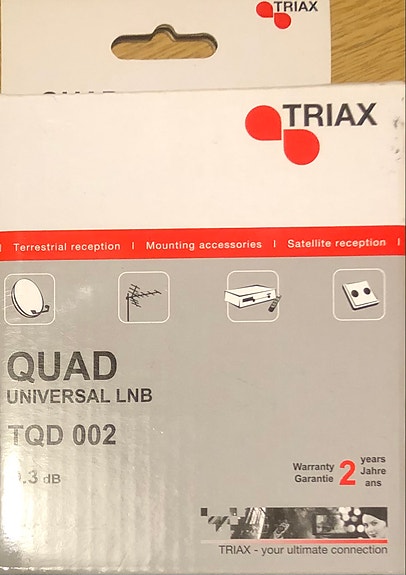 TRIAX
TRIAX
Terrestrial reception | Mounting accessories | Satellite reception
QUAD
UNIVERSAL LNB
TQD 002
.3 dB
Warranty
Garantie
2
years
Jahre
ans
TRIAX - your ultimate connection